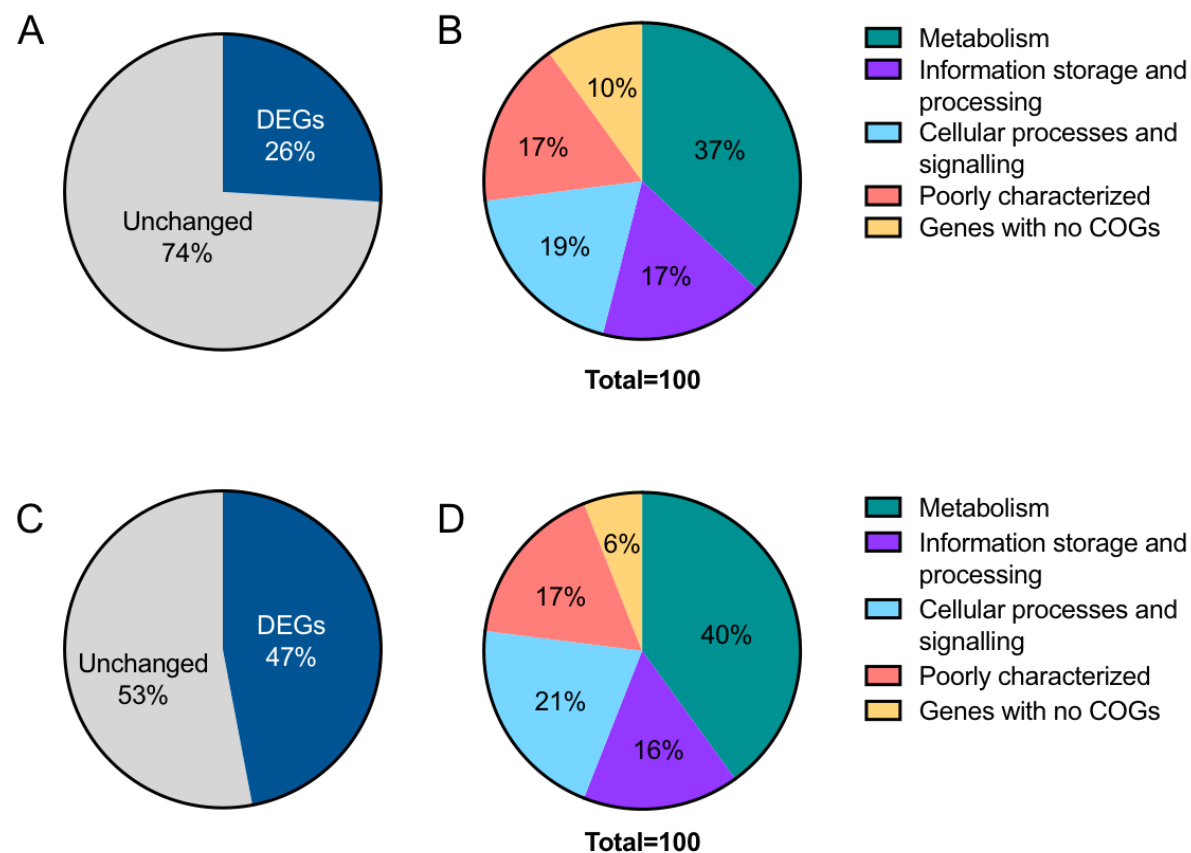 A
DEGs
26%
Unchanged
74%
B
10%
37%
17%
19%
17%
Total=100
Metabolism
Information storage and
processing
Cellular processes and
signalling
Poorly characterized
Genes with no COGs
C
DEGs
47%
Unchanged
53%
D
6%
40%
17%
21%
16%
Total=100
Metabolism
Information storage and
processing
Cellular processes and
signalling
Poorly characterized
Genes with no COGs